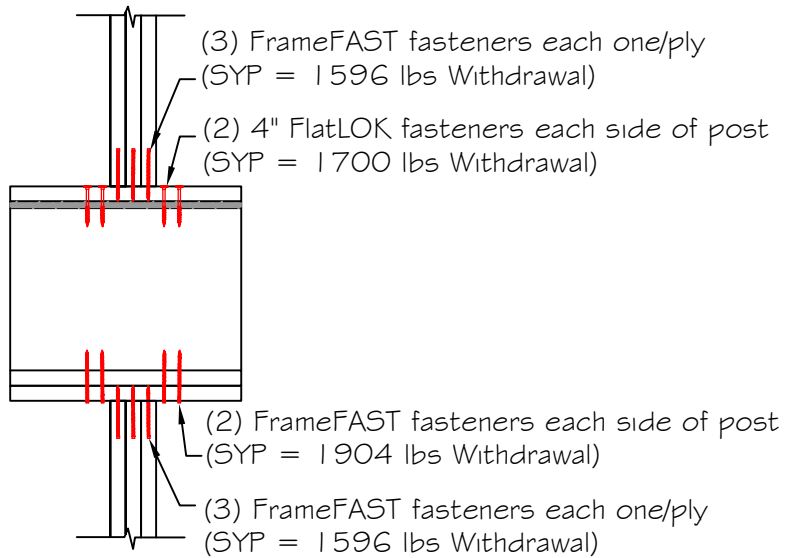 (3) FrameFAST fasteners each one/ply
(SYP = 1596 lbs Withdrawal)
(2) 4" FlatLOK fasteners each side of post
(SYP = 1700 lbs Withdrawal)
(2) FrameFAST fasteners each side of post
(SYP = 1904 lbs Withdrawal)
(3) FrameFAST fasteners each one/ply
(SYP = 1596 lbs Withdrawal)